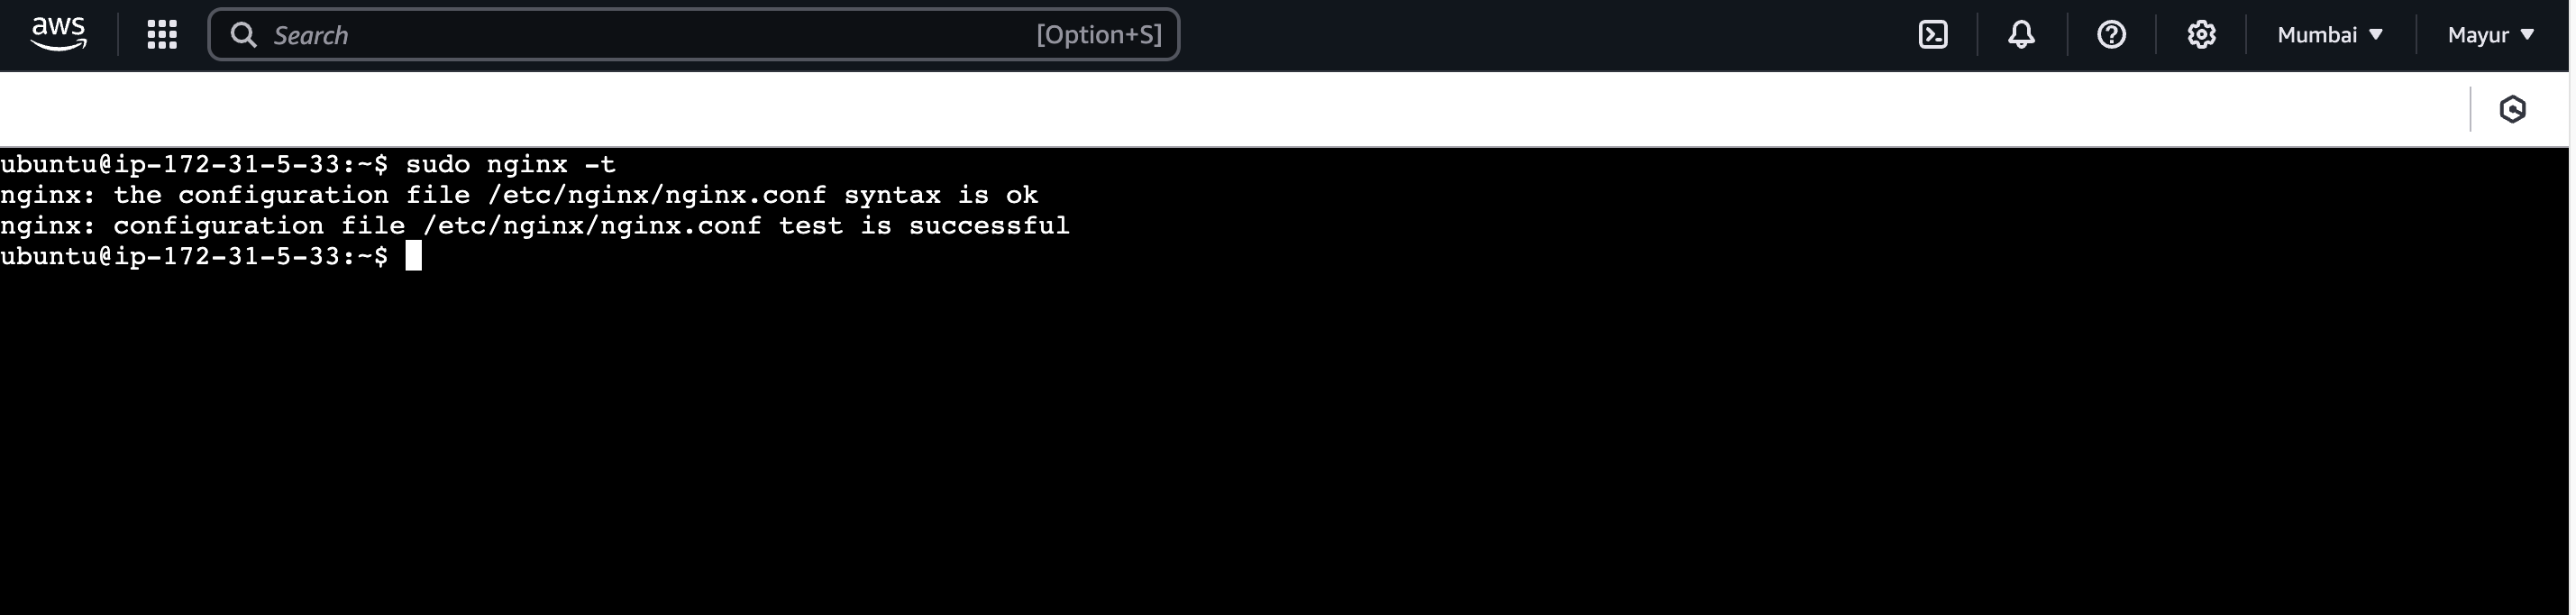 aws
Search [Option+S] Mumbai Mayur
ubuntu@ip-172-31-5-33:~$ sudo nginx -t
nginx: the configuration file /etc/nginx/nginx.conf syntax is ok
nginx: configuration file /etc/nginx/nginx.conf test is successful
ubuntu@ip-172-31-5-33:~$